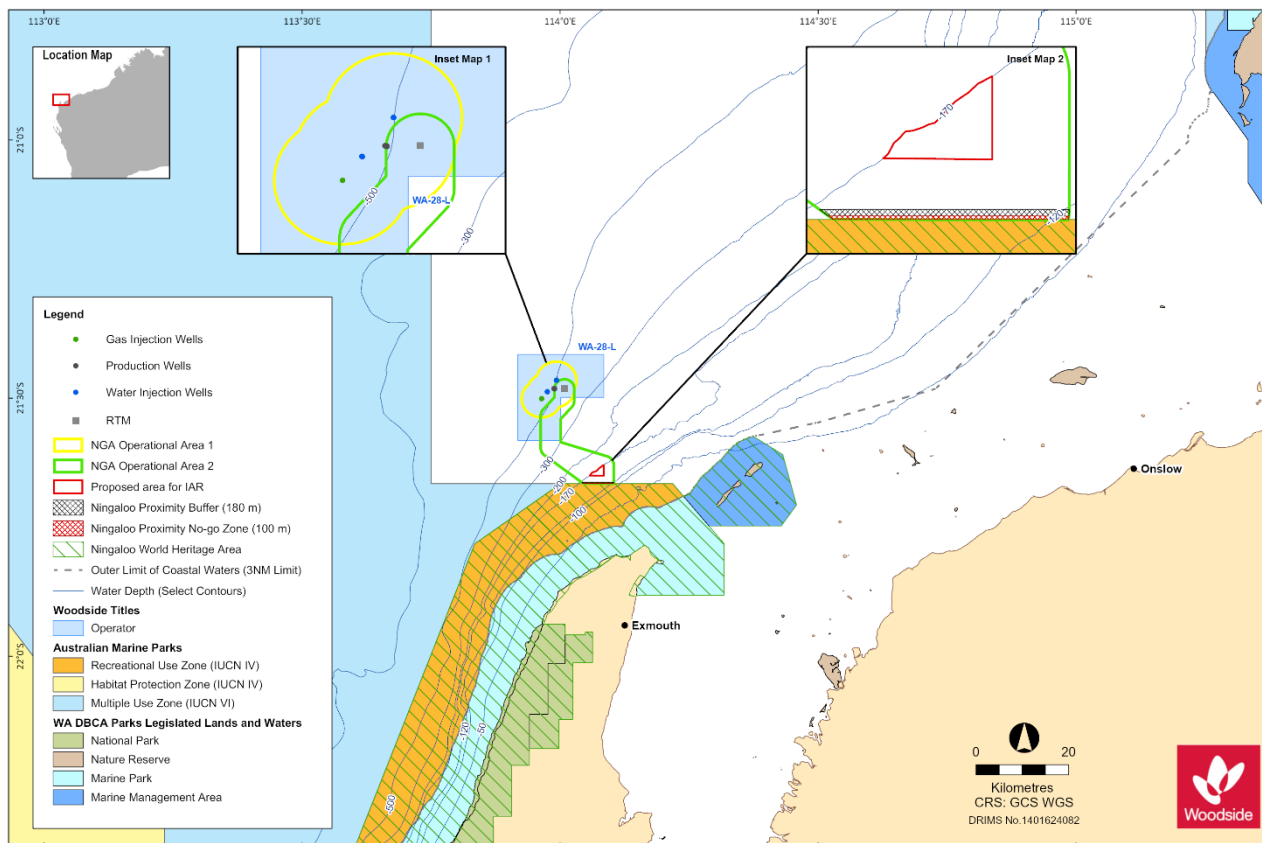 113°0'E
113°30'E
114°0'E
114°30'E
115°0'E
21°0'S
21°30'S
22°0'S
Location Map
Inset Map 1
-500
WA-28-L
-300
Inset Map 2
-170
-120
WA-28-L
-300
-200
-170
-100
-120
-50
-500
Onslow
Exmouth
Legend
Gas Injection Wells
Production Wells
Water Injection Wells
RTM
NGA Operational Area 1
NGA Operational Area 2
Proposed area for IAR
Ningaloo Proximity Buffer (180 m)
Ningaloo Proximity No-go Zone (100 m)
Ningaloo World Heritage Area
Outer Limit of Coastal Waters (3NM Limit)
Water Depth (Select Contours)
Woodside Titles
Operator
Australian Marine Parks
Recreational Use Zone (IUCN IV)
Habitat Protection Zone (IUCN IV)
Multiple Use Zone (IUCN VI)
WA DBCA Parks Legislated Lands and Waters
National Park
Nature Reserve
Marine Park
Marine Management Area
0 20
Kilometres
CRS: GCS WGS
DRIMS No.1401624082
Woodside